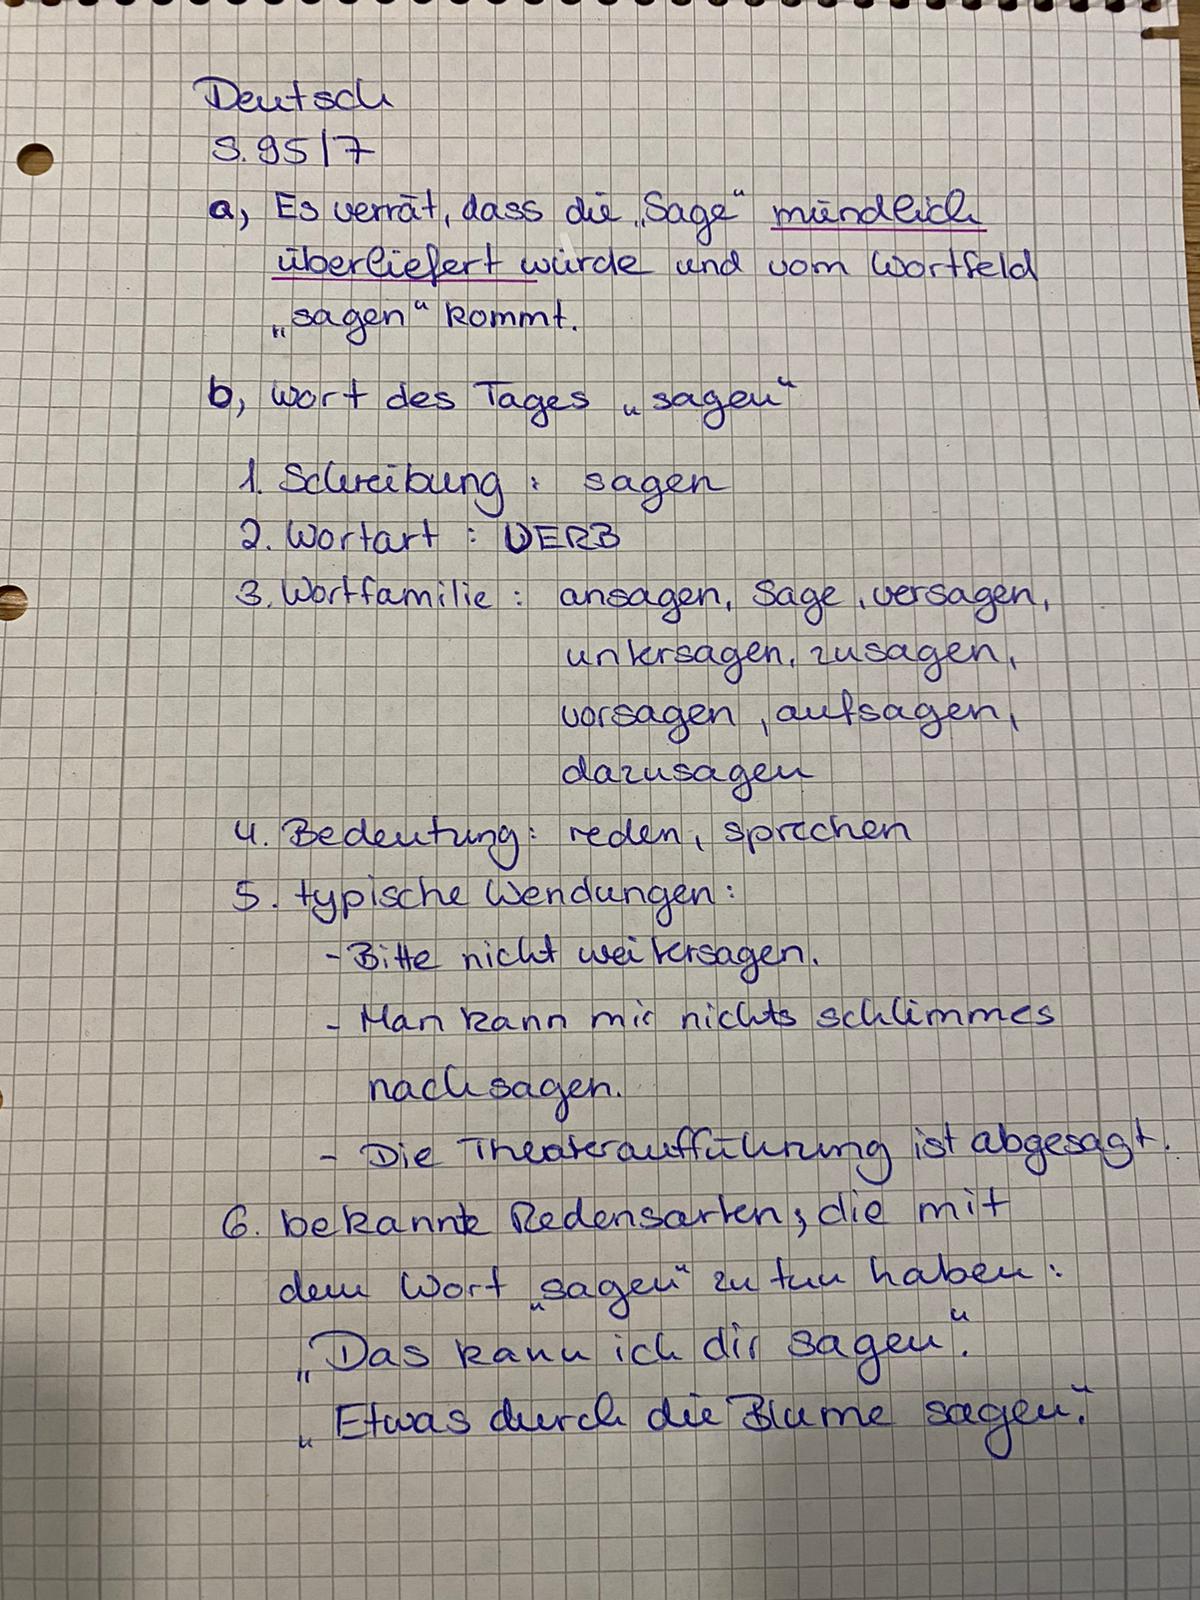 Deutsch
S. 95/7
a, Es verrät, dass die „Sage“ mündlich
überliefert würde und vom Wortfeld
„sagen“ kommt.
b, Wort des Tages „sagen“
1. Schreibung: sagen
2. Wortart: VERB
3. Wortfamilie: ansagen, Sage, versagen,
untersagen, zusagen,
vorsagen, aufsagen,
dazusagen
4. Bedeutung: reden, sprechen
5. typische Wendungen:
- Bitte nicht weitersagen.
- Man kann mir nichts schlimmes
nachsagen.
- Die Theateraufführung ist abgesagt.
6. bekannte Redensarten, die mit
dem Wort „sagen“ zu tun haben:
„Das kann ich dir sagen“.
„Etwas durch die Blume sagen“.